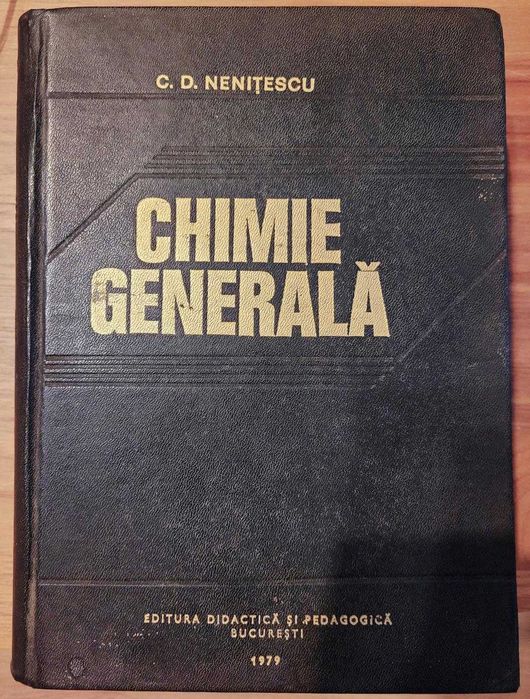 C. D. NENIȚESCU
CHIMIE
GENERALĂ
EDITURA DIDACTICĂ ȘI PEDAGOGICĂ
BUCUREȘTI
1979